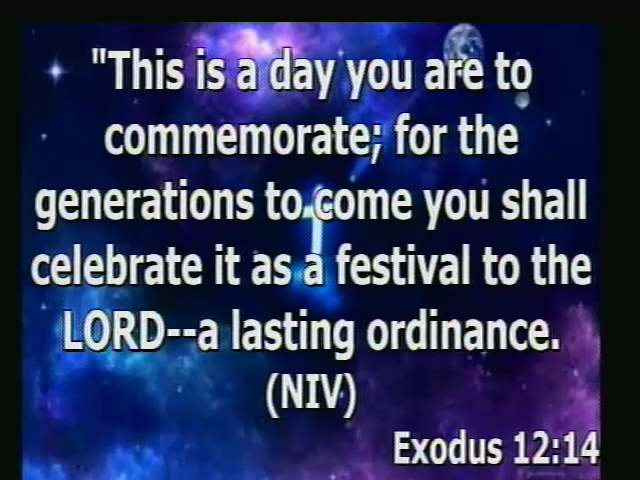 "This is a day you are to
commemorate; for the
generations to come you shall
celebrate it as a festival to the
LORD--a lasting ordinance.
(NIV)
Exodus 12:14